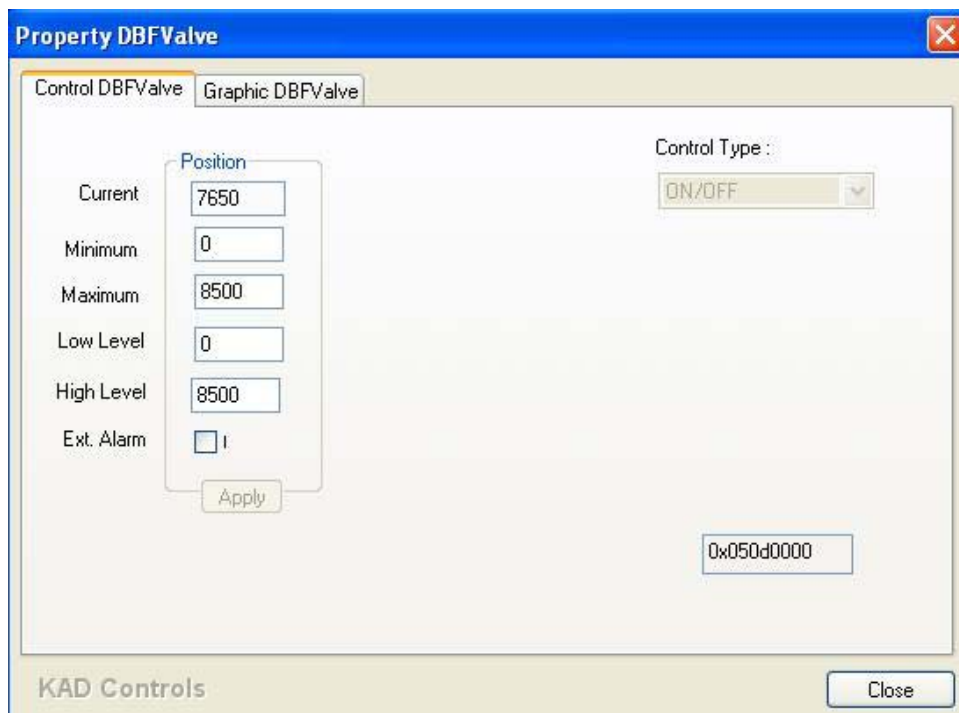 Property DBFValve
Control DBFValve Graphic DBFValve
Position
Control Type :
Current 7650
ON/OFF
Minimum 0
Maximum 8500
Low Level 0
High Level 8500
Ext. Alarm I
Apply
0x050d0000
KAD Controls
Close